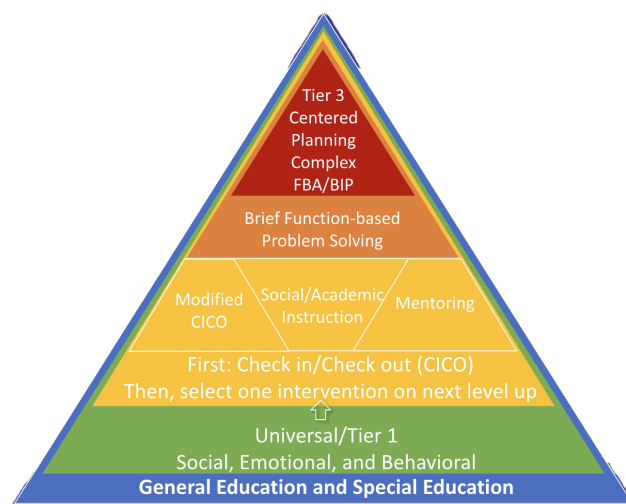 Tier 3
Centered
Planning
Complex
FBA/BIP
Brief Function-based
Problem Solving
Modified
CICO
Social/Academic
Instruction
Mentoring
First: Check in/Check out (CICO)
Then, select one intervention on next level up
Universal/Tier 1
Social, Emotional, and Behavioral
General Education and Special Education